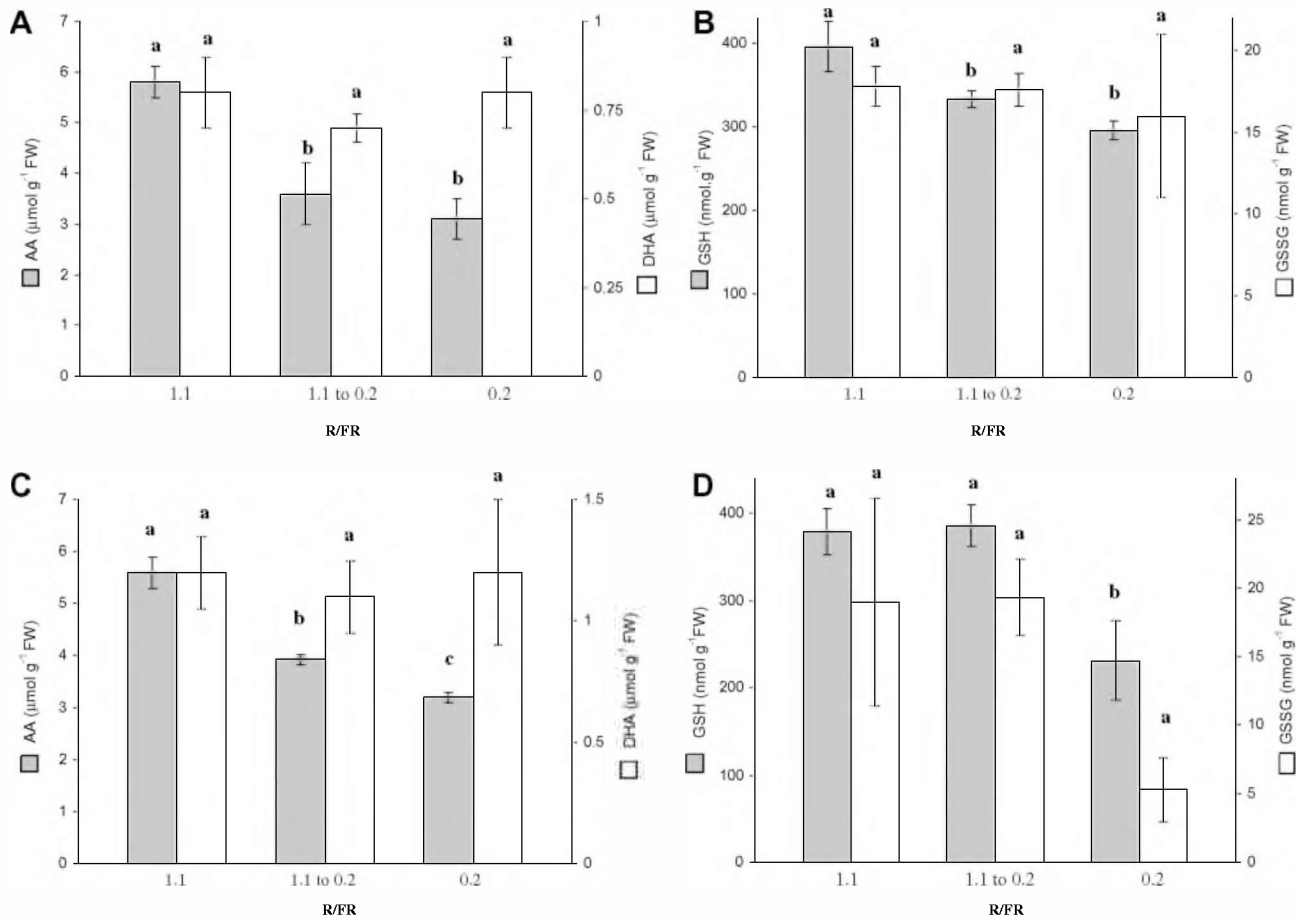 A
7
6
5
4
3
2
1
0
AA (µmol g⁻¹ FW)
a
a
b
a
b
a
1
0.75
0.5
0.25
0
DHA (µmol g⁻¹ FW)
1.1
1.1 to 0.2
0.2
R/FR
B
400
300
200
100
0
GSH (nmol.g⁻¹ FW)
a
a
b
a
b
a
20
15
10
5
0
GSSG (nmol g⁻¹ FW)
1.1
1.1 to 0.2
0.2
R/FR
C
7
6
5
4
3
2
1
0
AA (µmol g⁻¹ FW)
a
a
b
a
c
a
1.5
1
0.5
0
DHA (µmol g⁻¹ FW)
1.1
1.1 to 0.2
0.2
R/FR
D
400
300
200
100
0
GSH (nmol g⁻¹FW)
a
a
a
a
b
a
25
20
15
10
5
0
GSSG (nmol g⁻¹ FW)
1.1
1.1 to 0.2
0.2
R/FR